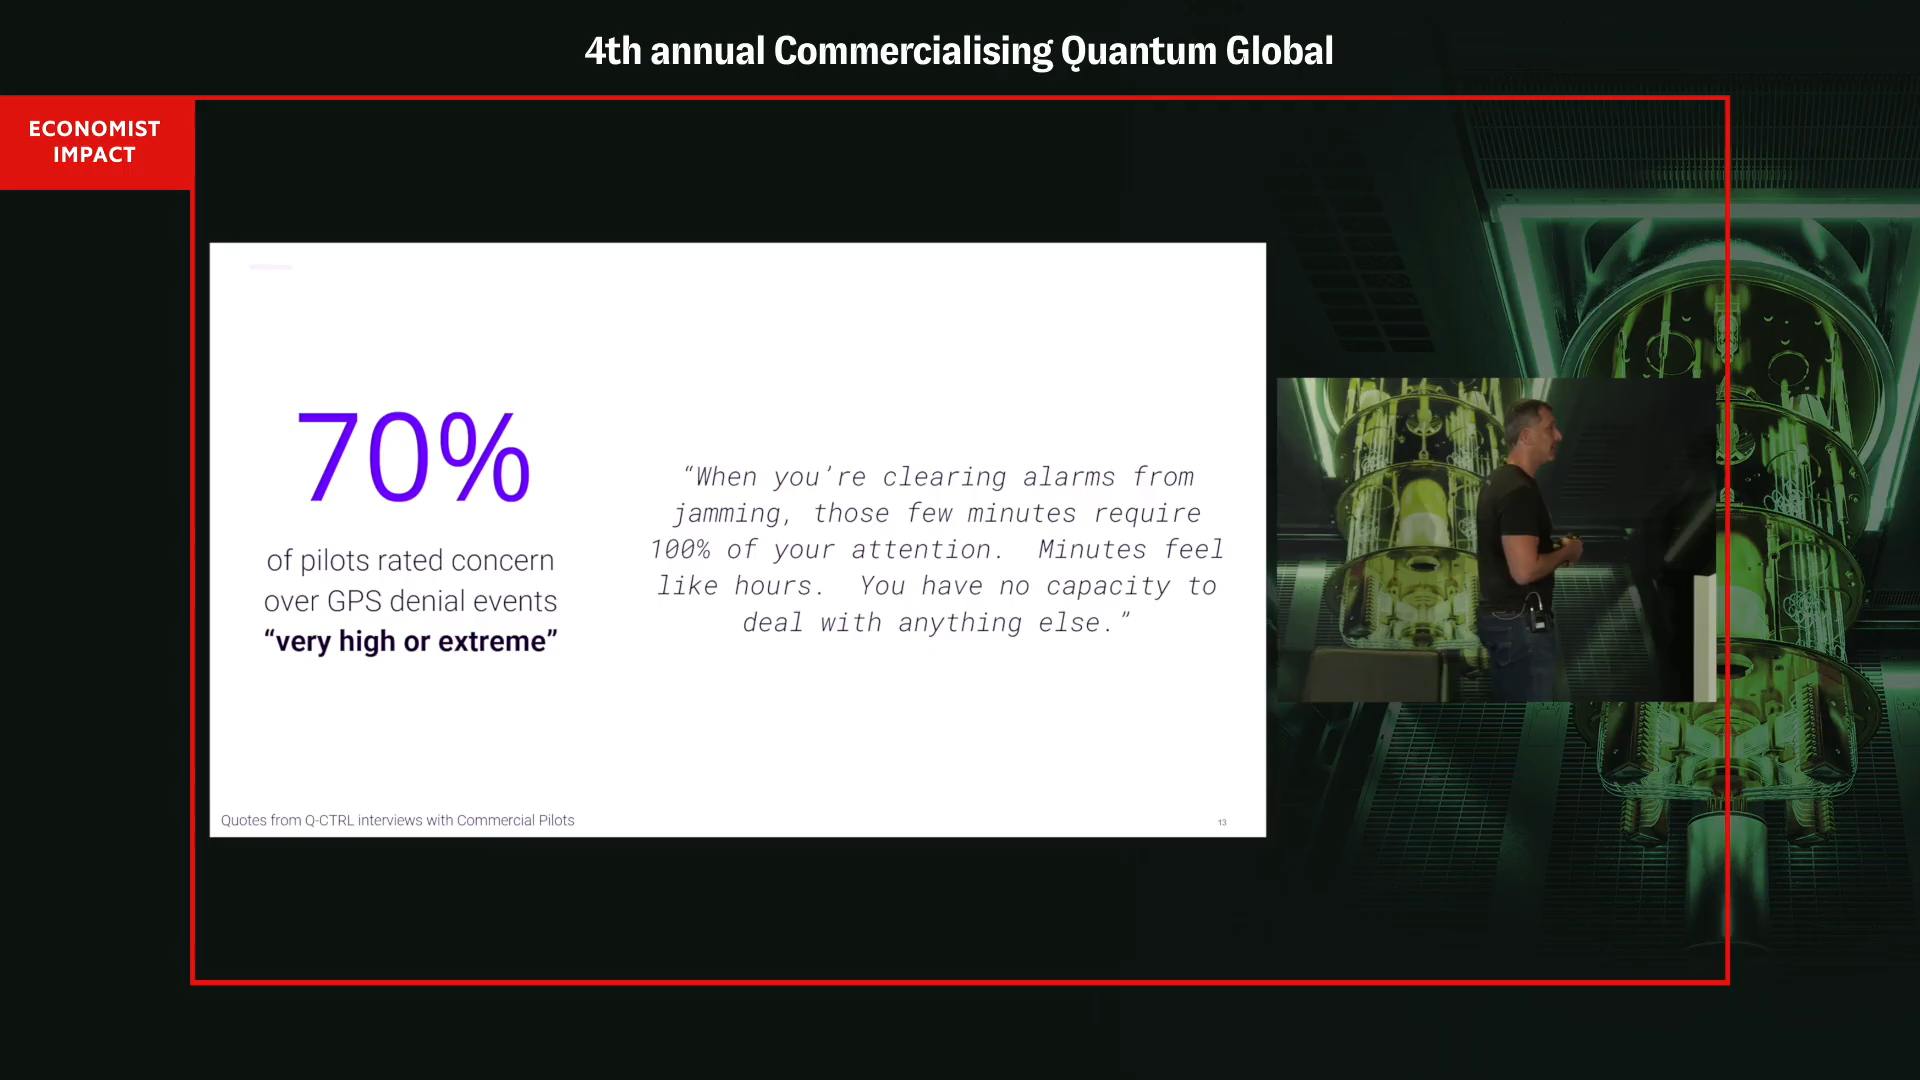 4th annual Commercialising Quantum Global
ECONOMIST
IMPACT
70%
of pilots rated concern
over GPS denial events
“very high or extreme”
“When you’re clearing alarms from
jamming, those few minutes require
100% of your attention.  Minutes feel
like hours.  You have no capacity to
deal with anything else.”
Quotes from Q-CTRL interviews with Commercial Pilots
13